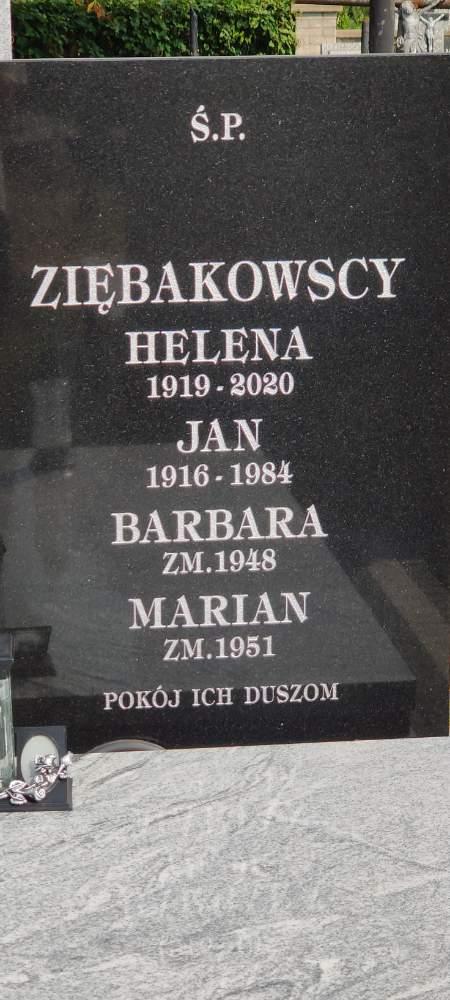 Ś.P.
ZIĘBAKOWSCY
HELENA
1919 - 2020
JAN
1916 - 1984
BARBARA
ZM.1948
MARIAN
ZM.1951
POKÓJ ICH DUSZOM